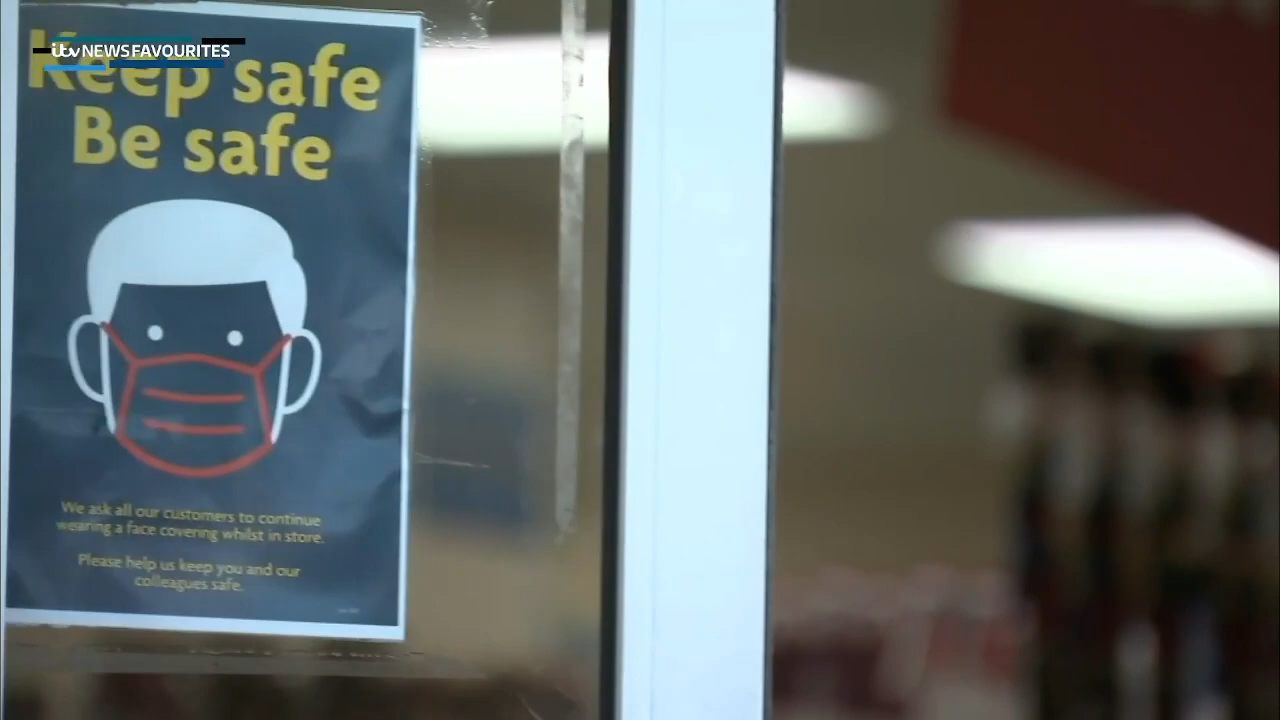 itv NEWS FAVOURITES
Keep safe
Be safe
We ask all our customers to continue
wearing a face covering whilst in store.
Please help us keep you and our
colleagues safe.